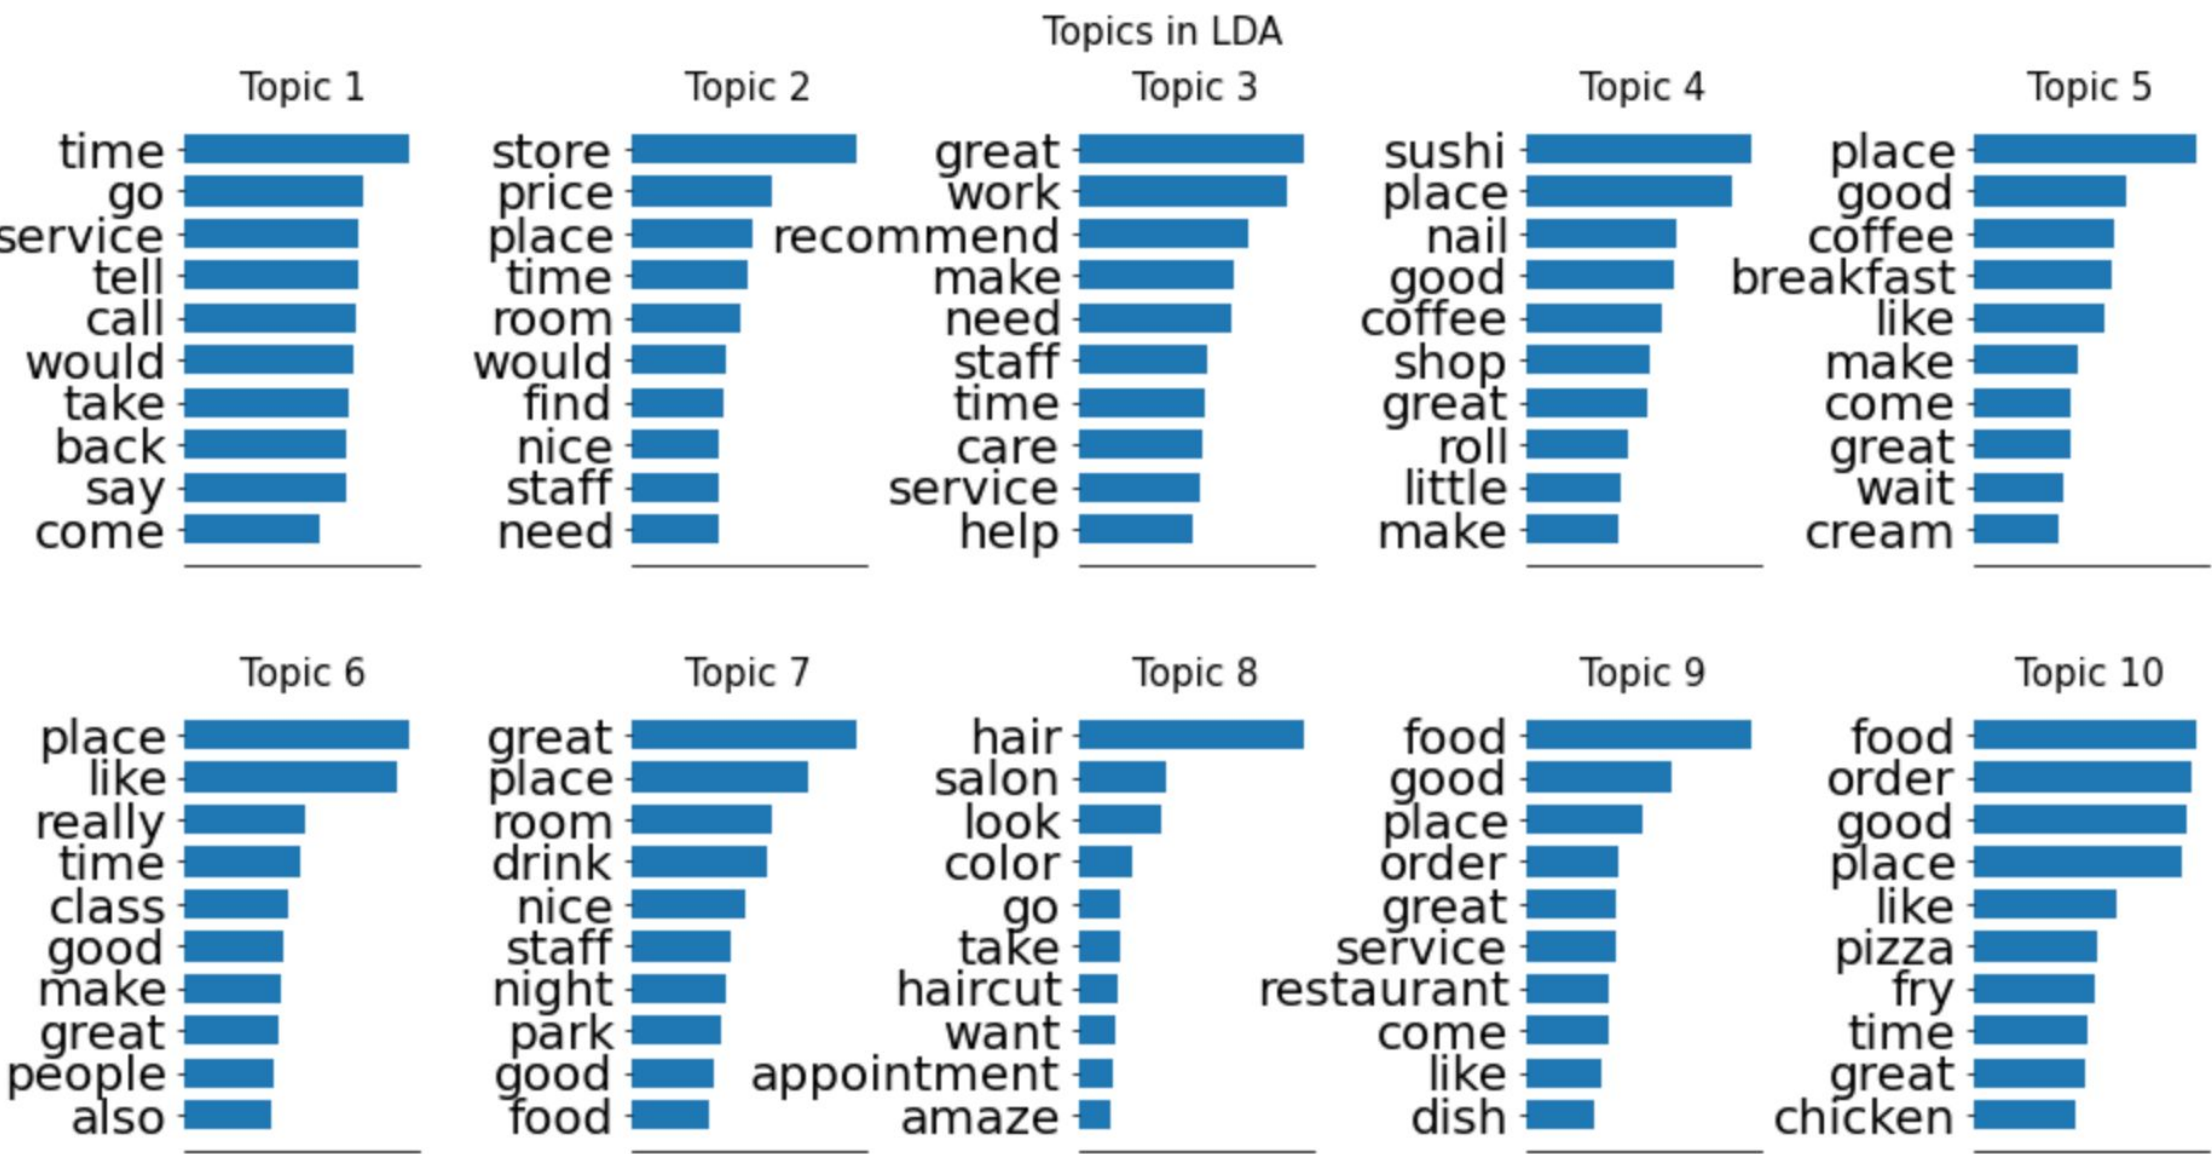 Topics in LDA
Topic 1
time
go
service
tell
call
would
take
back
say
come
Topic 2
store
price
place
time
room
would
find
nice
staff
need
Topic 3
great
work
recommend
make
need
staff
time
care
service
help
Topic 4
sushi
place
nail
good
coffee
shop
great
roll
little
make
Topic 5
place
good
coffee
breakfast
like
make
come
great
wait
cream
Topic 6
place
like
really
time
class
good
make
great
people
also
Topic 7
great
place
room
drink
nice
staff
night
park
good
food
Topic 8
hair
salon
look
color
go
take
haircut
want
appointment
amaze
Topic 9
food
good
place
order
great
service
restaurant
come
like
dish
Topic 10
food
order
good
place
like
pizza
fry
time
great
chicken